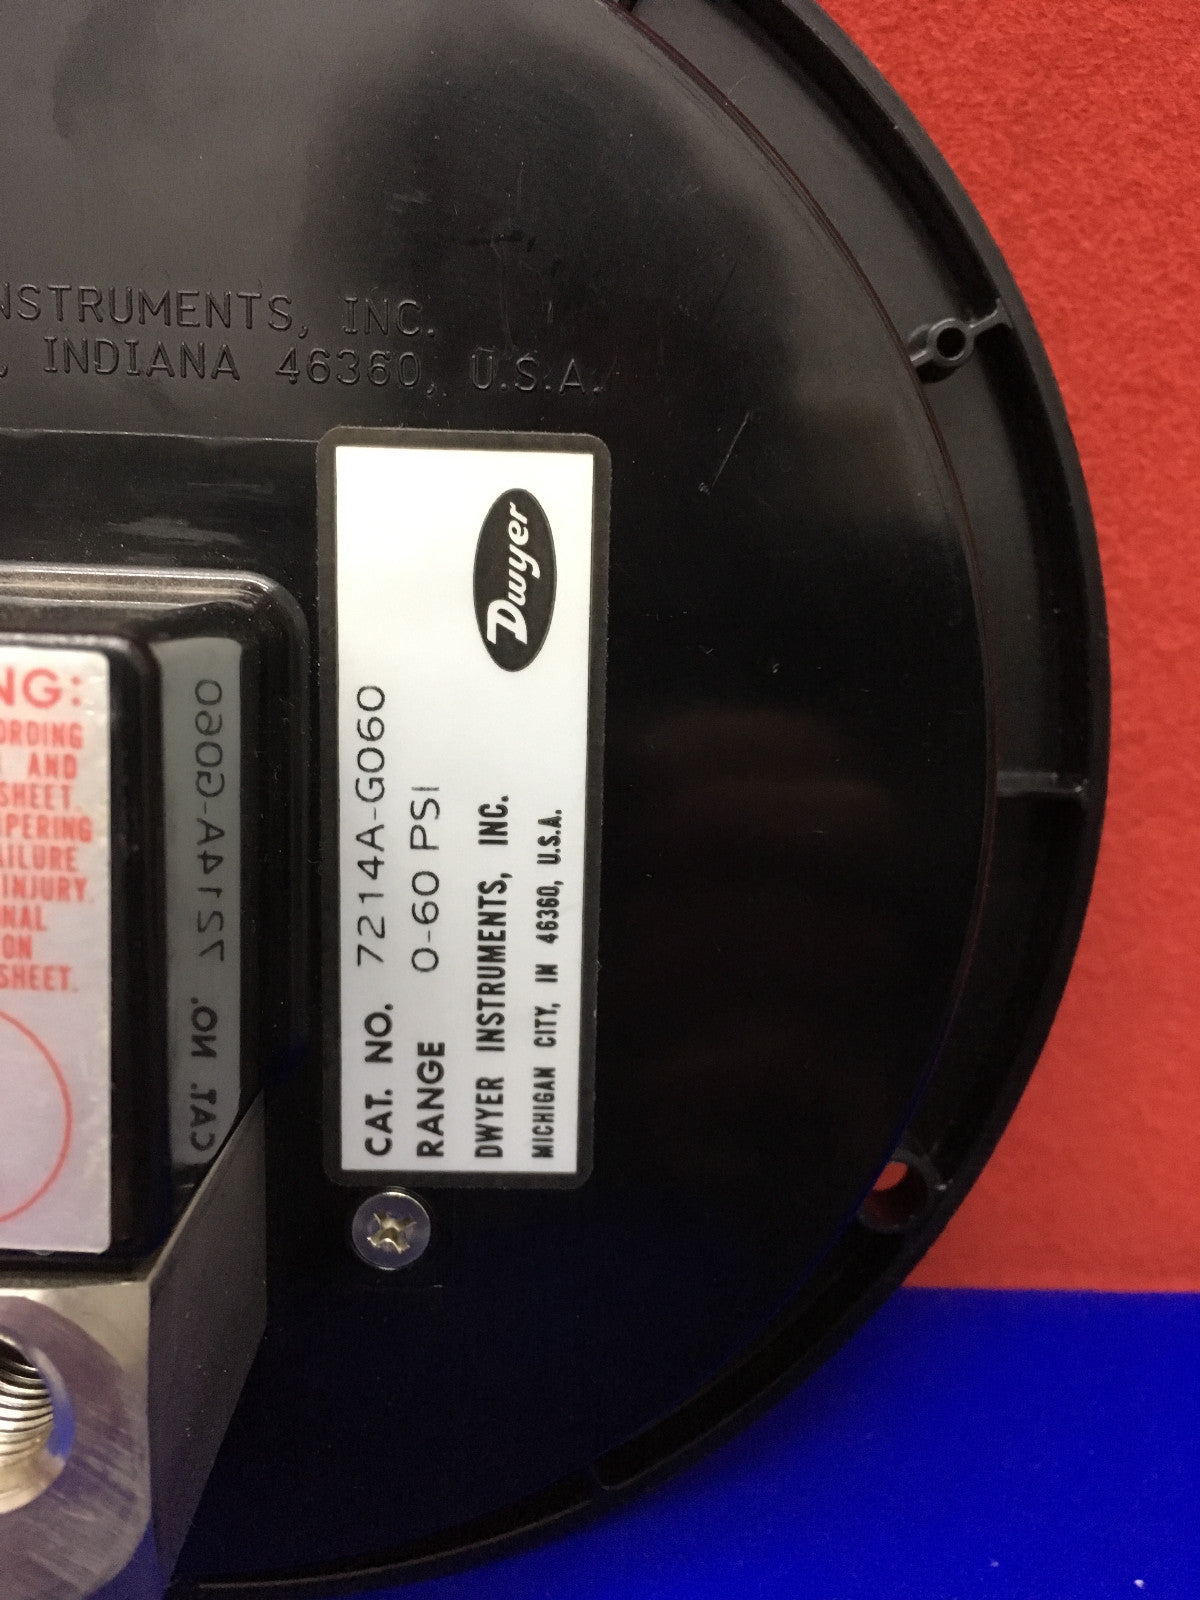 NSTRUMENTS, INC.
, INDIANA 46360, U.S.A.
Dwyer
CAT. NO. 7214A-G060
RANGE 0-60 PSI
DWYER INSTRUMENTS, INC.
MICHIGAN CITY, IN 46360, U.S.A.
NG:
ORDING
AND
SHEET.
PERING
AILURE
INJURY.
NAL
ON
SHEET.
CAT. NO. 7214A-G060